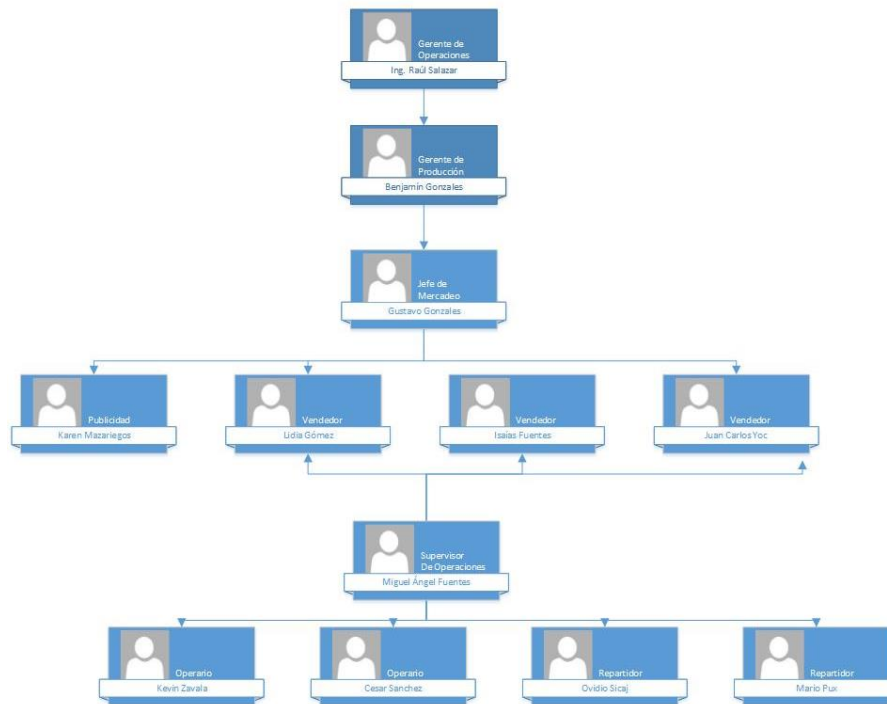 Gerente de
Operaciones
Ing. Raúl Salazar
Gerente de
Producción
Benjamín Gonzales
Jefe de
Mercadeo
Gustavo Gonzales
Publicidad
Karen Mazariegos
Vendedor
Lidia Gómez
Vendedor
Isaías Fuentes
Vendedor
Juan Carlos Yoc
Supervisor
De Operaciones
Miguel Ángel Fuentes
Operario
Kevin Zavala
Operario
Cesar Sanchez
Repartidor
Ovidio Sicaj
Repartidor
Mario Pux